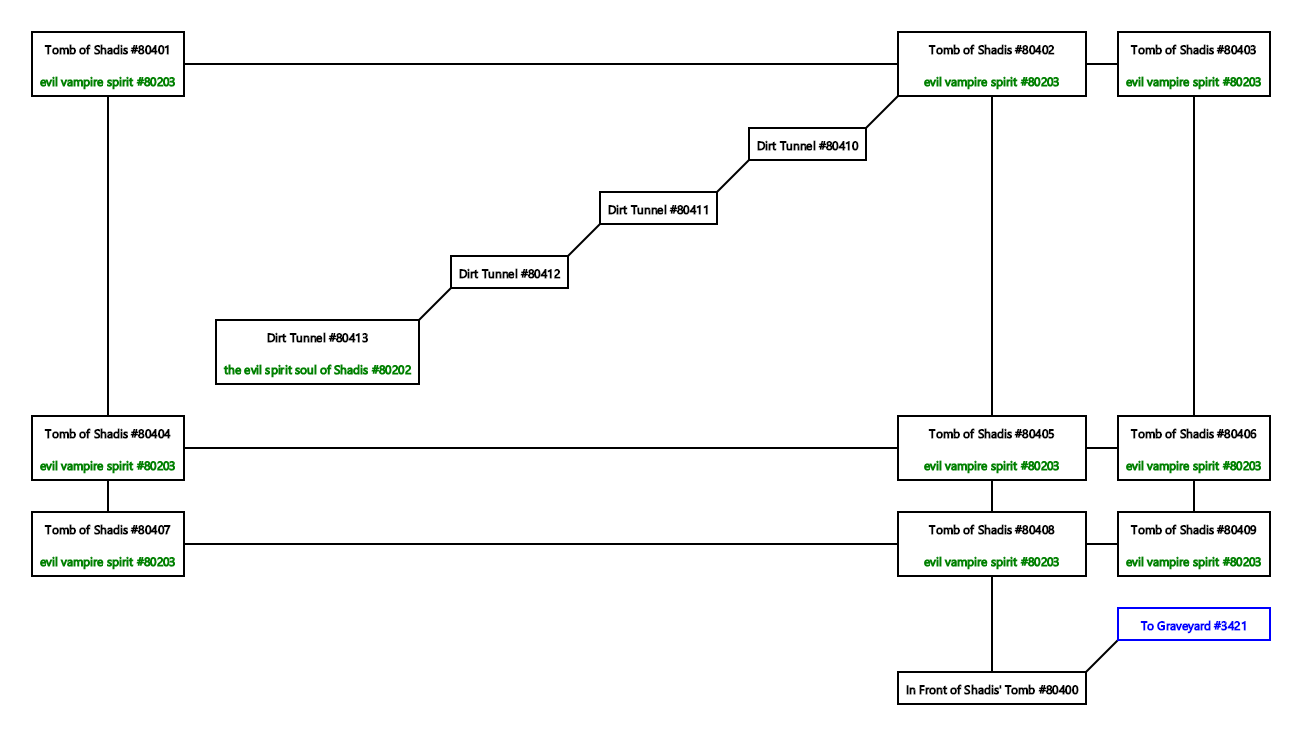 Tomb of Shadis #80401
evil vampire spirit #80203
Tomb of Shadis #80402
evil vampire spirit #80203
Tomb of Shadis #80403
evil vampire spirit #80203
Dirt Tunnel #80410
Dirt Tunnel #80411
Dirt Tunnel #80412
Dirt Tunnel #80413
the evil spirit soul of Shadis #80202
Tomb of Shadis #80404
evil vampire spirit #80203
Tomb of Shadis #80405
evil vampire spirit #80203
Tomb of Shadis #80406
evil vampire spirit #80203
Tomb of Shadis #80407
evil vampire spirit #80203
Tomb of Shadis #80408
evil vampire spirit #80203
Tomb of Shadis #80409
evil vampire spirit #80203
To Graveyard #3421
In Front of Shadis' Tomb #80400